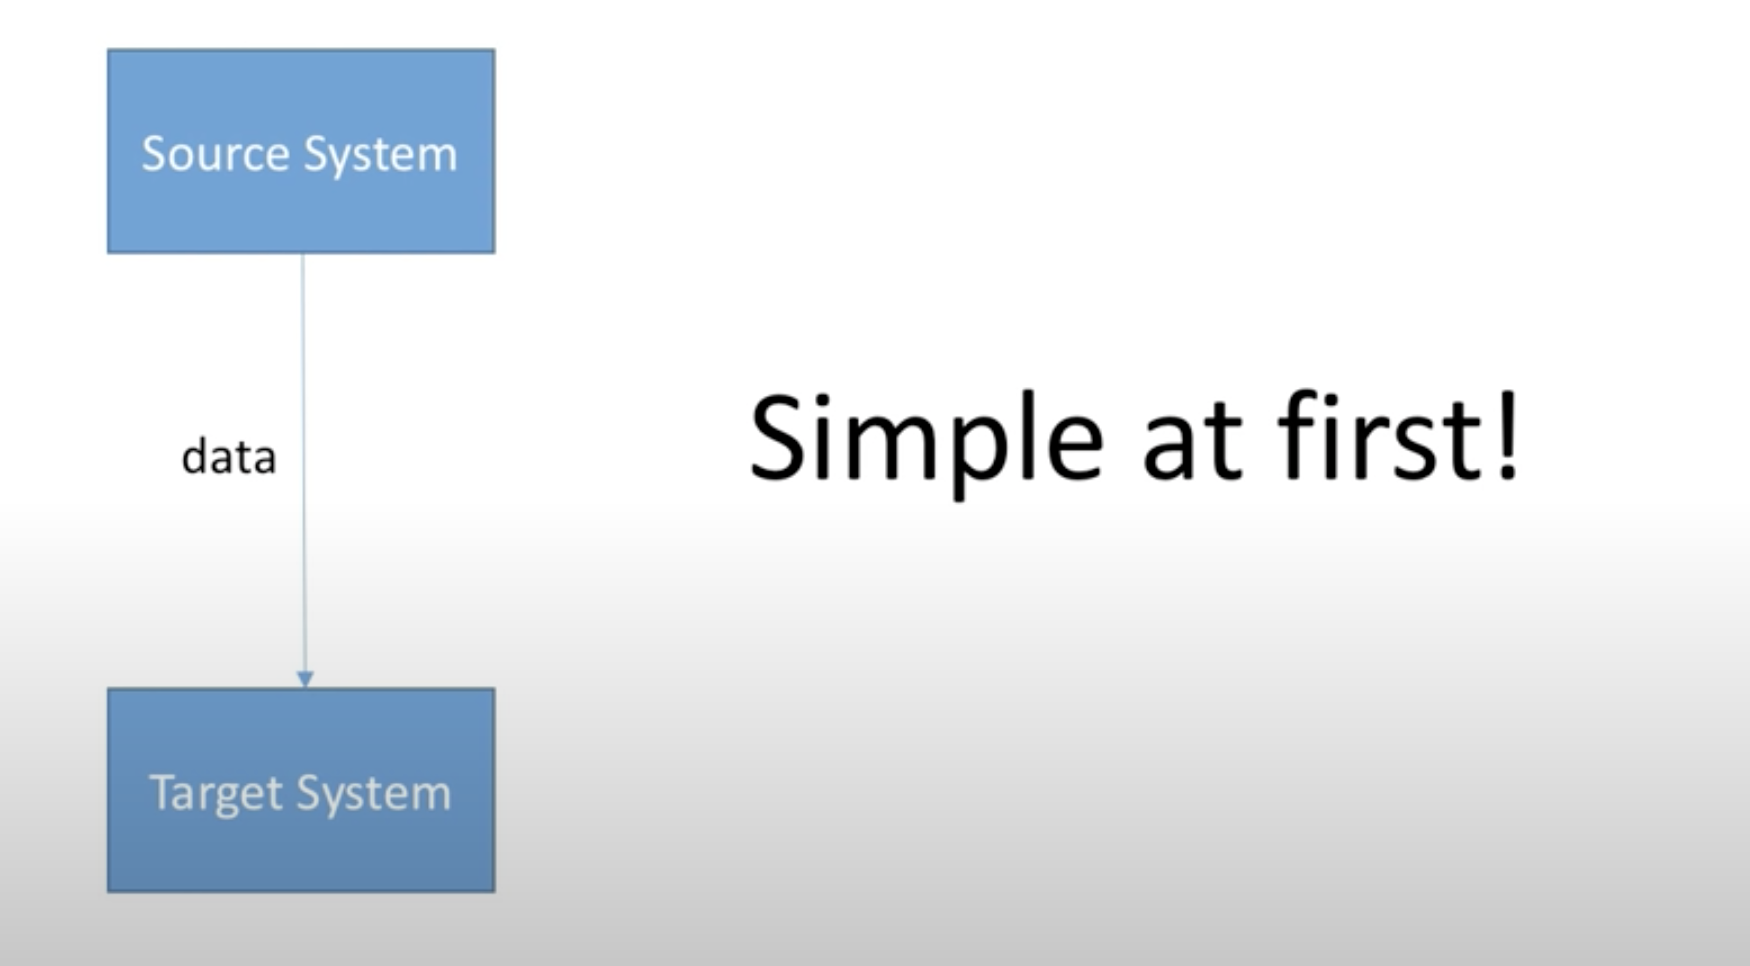 Source System
data
Simple at first!
Target System